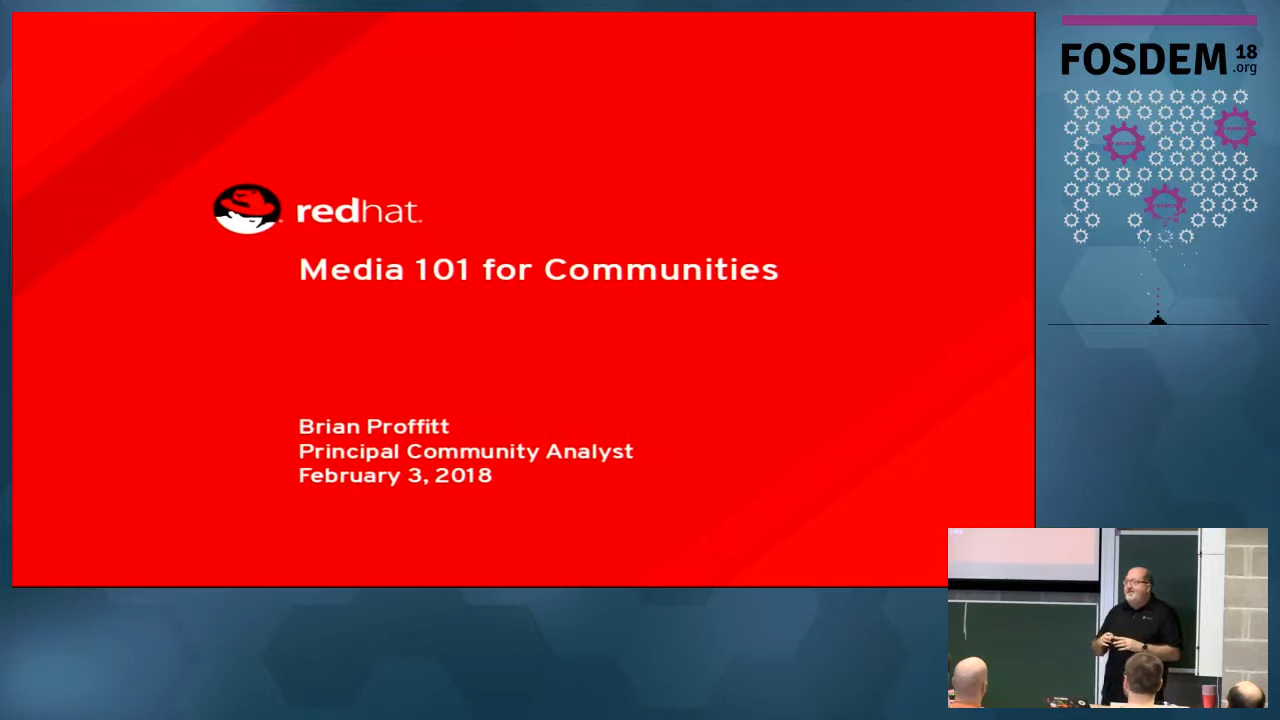 FOSDEM 18
.org
redhat.
Media 101 for Communities
Brian Proffitt
Principal Community Analyst
February 3, 2018